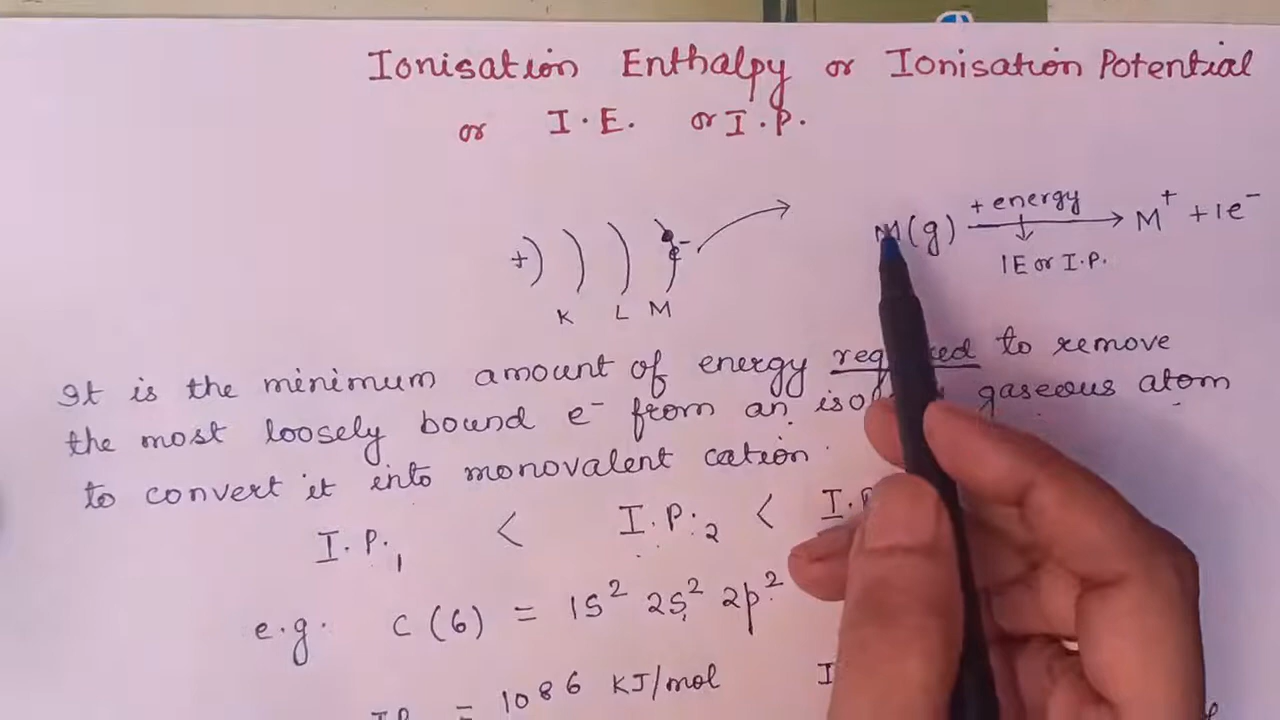 Ionisation Enthalpy or Ionisation Potential
or I.E. or I.P.
M(g) + energy → M⁺ + 1e⁻
IE or I.P.
+) e⁻
K L M
It is the minimum amount of energy to remove
the most loosely bound e⁻ from an gaseous atom
to convert it into monovalent cation.
I.P.₁ < I.P.₂ <
e.g. C(6) = 1S² 2S² 2p²
= 1086 KJ/mol